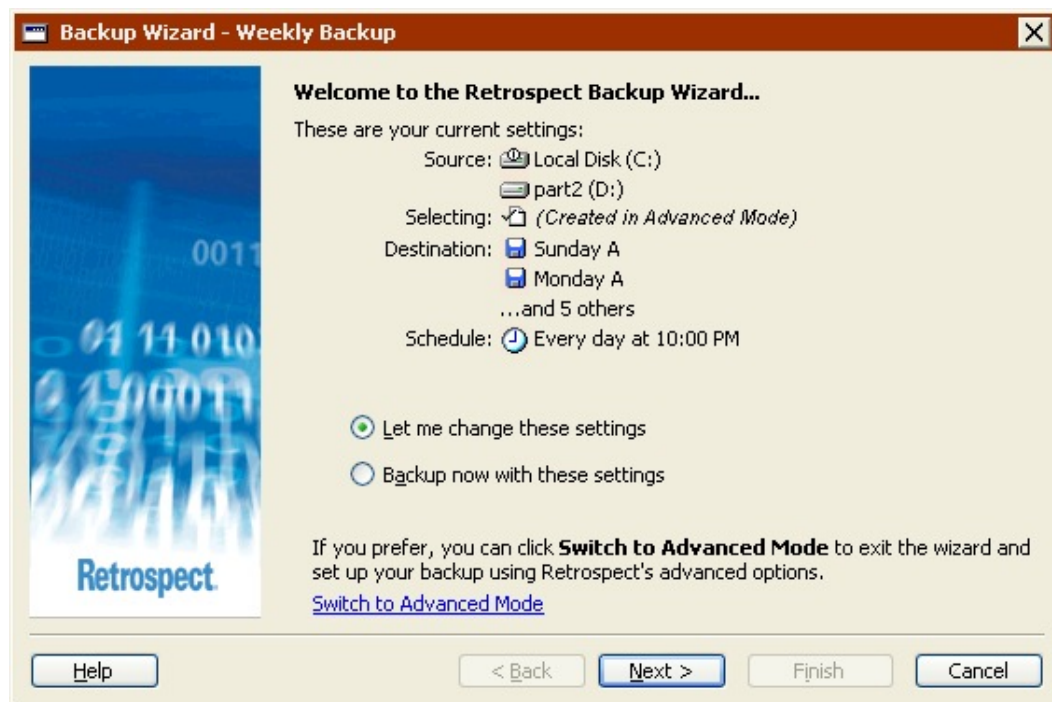 Backup Wizard - Weekly Backup
Welcome to the Retrospect Backup Wizard...
These are your current settings:
Source: Local Disk (C:)
part2 (D:)
Selecting: (Created in Advanced Mode)
Destination: Sunday A
Monday A
...and 5 others
Schedule: Every day at 10:00 PM
Let me change these settings
Backup now with these settings
If you prefer, you can click Switch to Advanced Mode to exit the wizard and
set up your backup using Retrospect's advanced options.
Switch to Advanced Mode
0011
01 11 010
Retrospect.
Help
< Back
Next >
Finish
Cancel